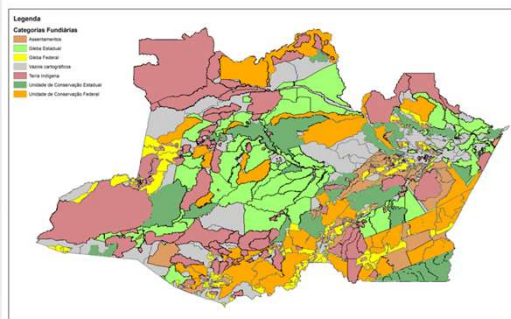 Legenda
Categorias Fundiárias
Assentamentos
Gleba Estadual
Gleba Federal
Vazios cartográficos
Terra Indígena
Unidade de Conservação Estadual
Unidade de Conservação Federal